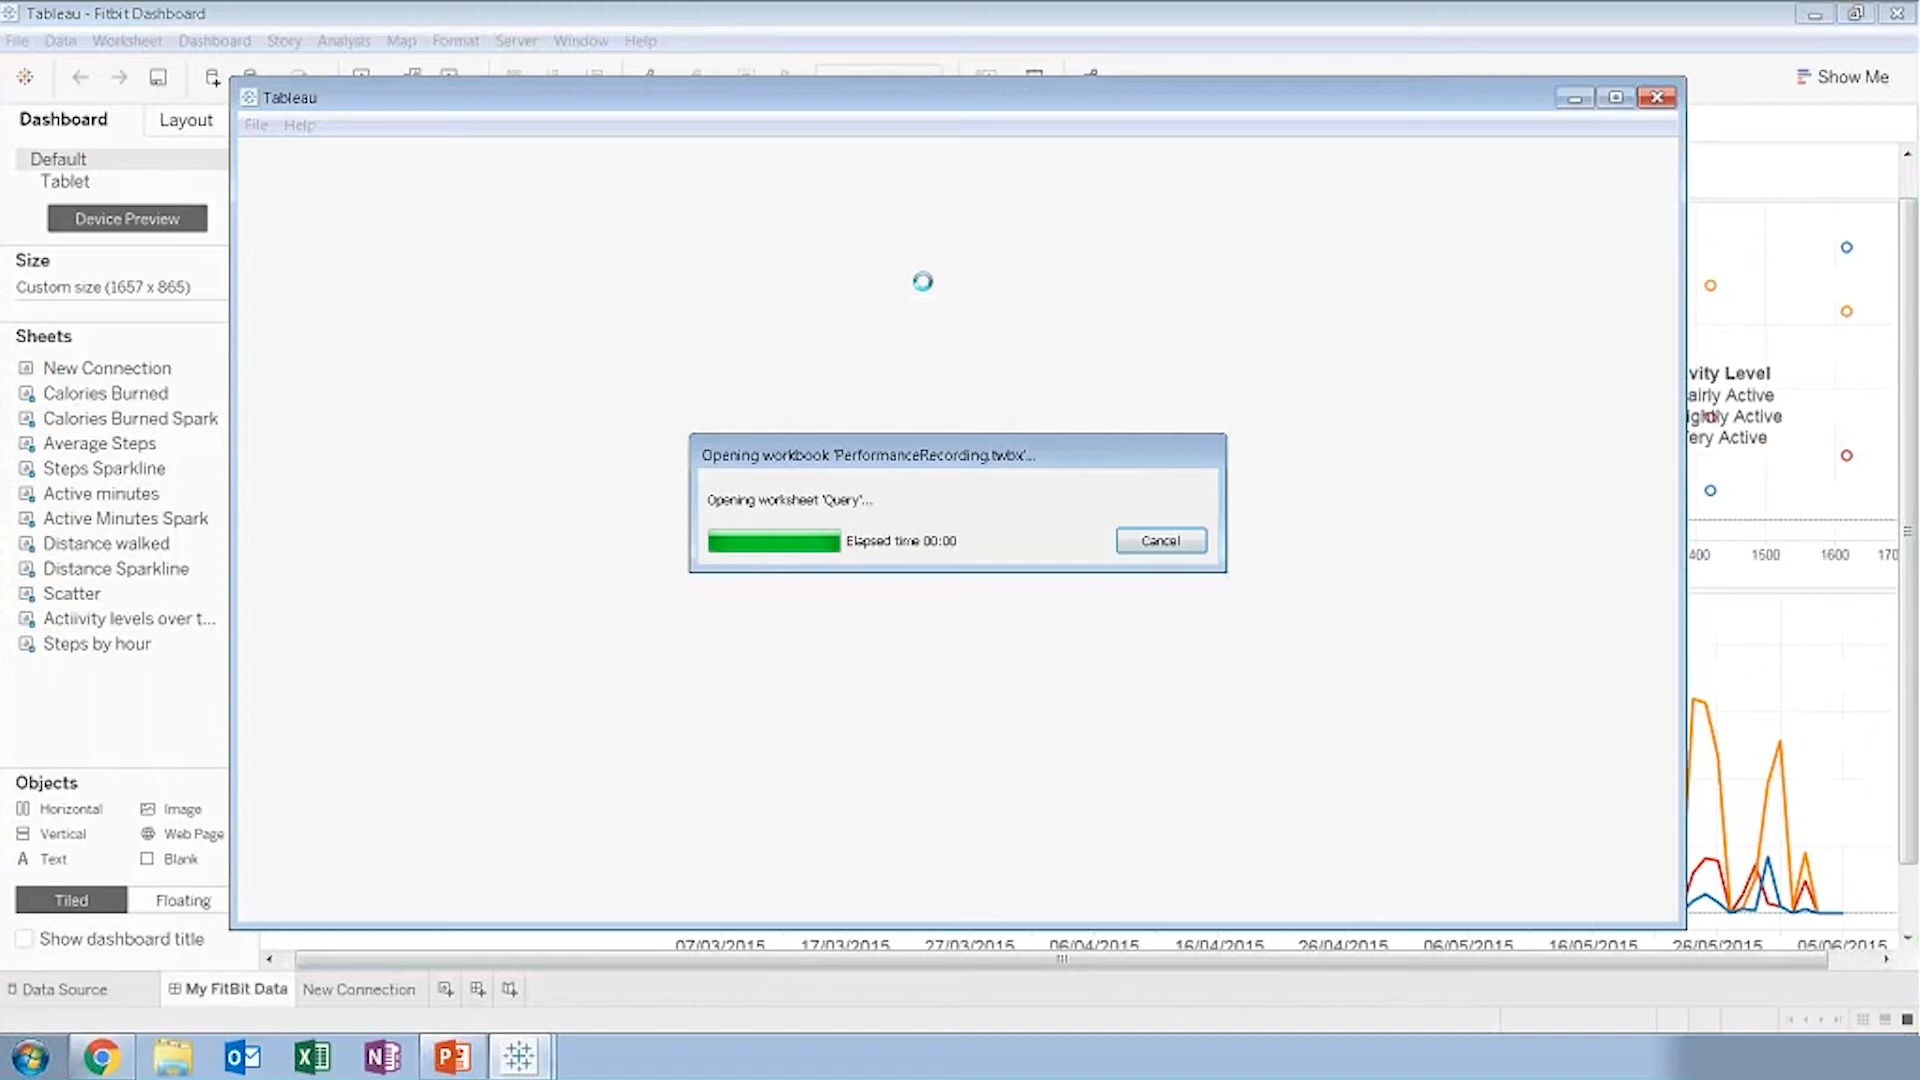 Tableau - Fitbit Dashboard
File Data Worksheet Dashboard Story Analysis Map Format Server Window Help
Show Me
Dashboard Layout
Default
Tablet
Device Preview
Size
Custom size (1657 x 865)
Sheets
New Connection
Calories Burned
Calories Burned Spark
Average Steps
Steps Sparkline
Active minutes
Active Minutes Spark
Distance walked
Distance Sparkline
Scatter
Actiivity levels over t...
Steps by hour
Objects
Horizontal Image
Vertical Web Page
Text Blank
Tiled Floating
Show dashboard title
Tableau
File Help
Opening workbook 'PerformanceRecording.twbx'...
Opening worksheet 'Query'...
Elapsed time 00:00 Cancel
vity Level
airly Active
ightly Active
ery Active
400 1500 1600 170
07/03/2015 17/03/2015 27/03/2015 06/04/2015 16/04/2015 26/04/2015 06/05/2015 16/05/2015 26/05/2015 05/06/2015
Data Source My FitBit Data New Connection